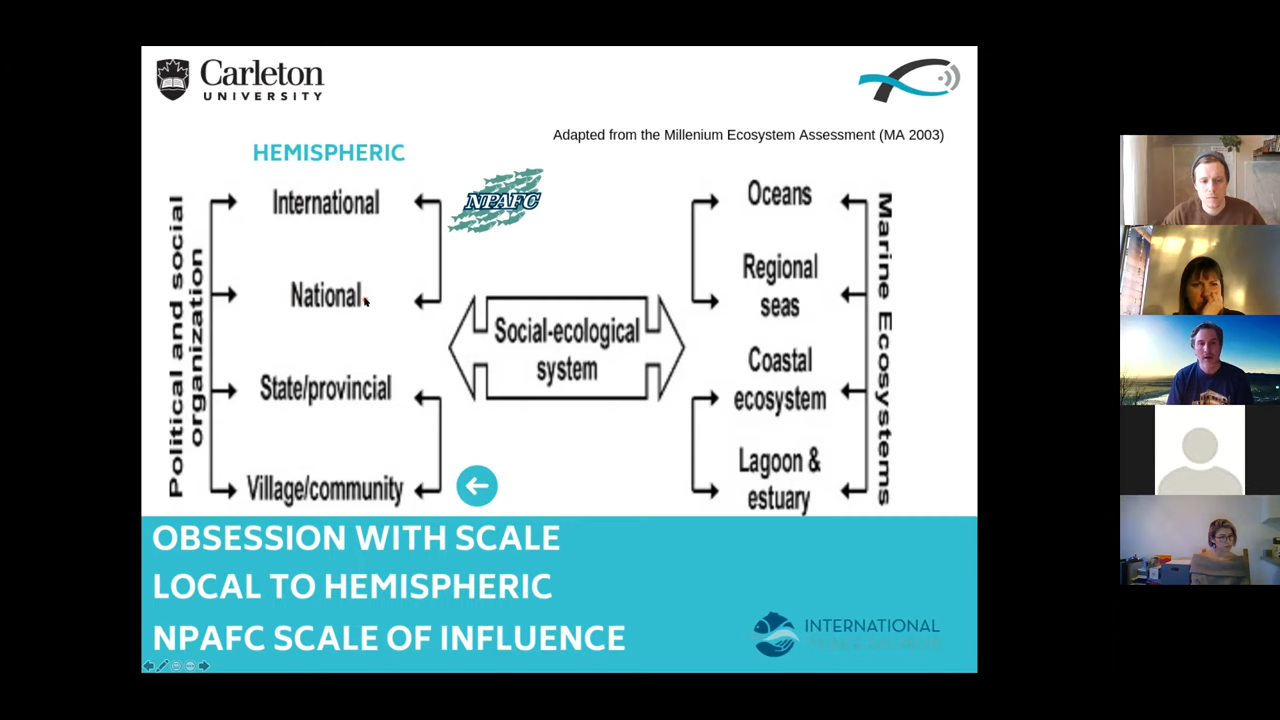 Carleton
UNIVERSITY
Adapted from the Millenium Ecosystem Assessment (MA 2003)
HEMISPHERIC
Political and social
organization
International
National
State/provincial
Village/community
NPAFC
Social-ecological
system
Oceans
Regional
seas
Coastal
ecosystem
Lagoon &
estuary
Marine Ecosystems
OBSESSION WITH SCALE
LOCAL TO HEMISPHERIC
NPAFC SCALE OF INFLUENCE
INTERNATIONAL